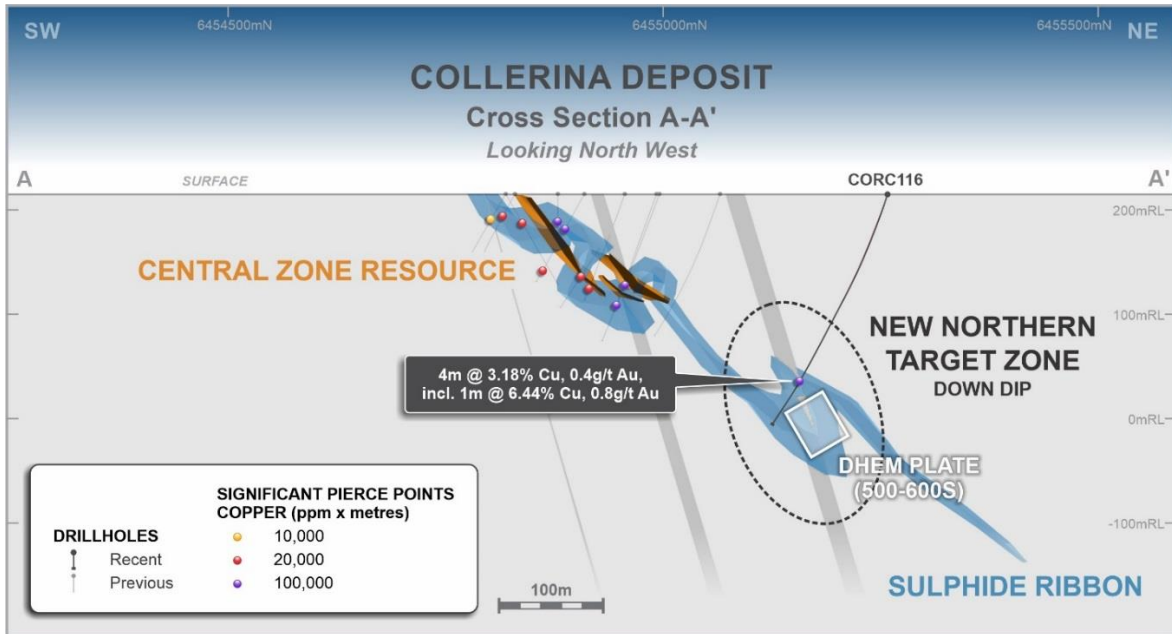 SW
6454500mN
6455000mN
6455500mN
NE
COLLERINA DEPOSIT
Cross Section A-A'
Looking North West
A
SURFACE
CORC116
A'
200mRL
CENTRAL ZONE RESOURCE
100mRL
NEW NORTHERN
TARGET ZONE
DOWN DIP
4m @ 3.18% Cu, 0.4g/t Au,
incl. 1m @ 6.44% Cu, 0.8g/t Au
0mRL
DHEM PLATE
(500-600S)
-100mRL
SULPHIDE RIBBON
SIGNIFICANT PIERCE POINTS
COPPER (ppm x metres)
DRILLHOLES
Recent
Previous
10,000
20,000
100,000
100m